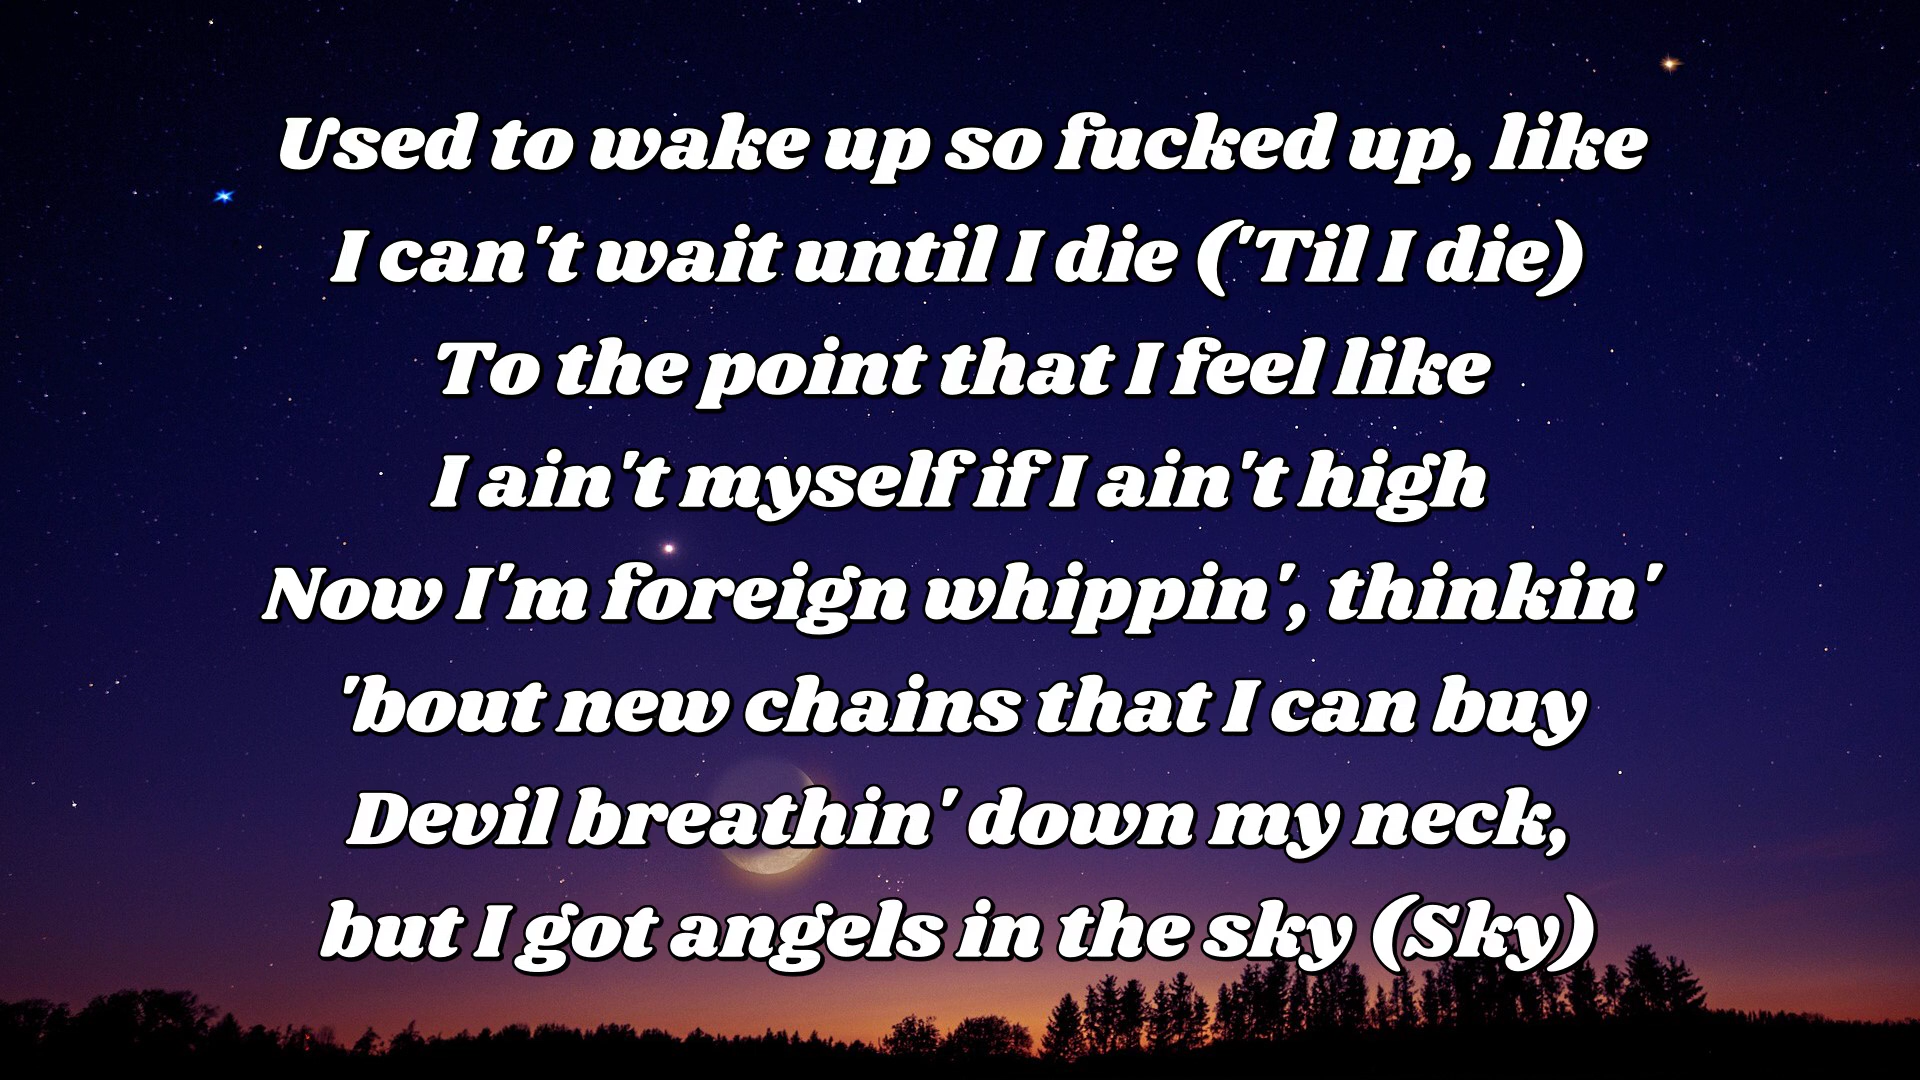 Used to wake up so fucked up, like
I can't wait until I die ('Til I die)
To the point that I feel like
I ain't myself if I ain't high
Now I'm foreign whippin', thinkin'
'bout new chains that I can buy
Devil breathin' down my neck,
but I got angels in the sky (Sky)